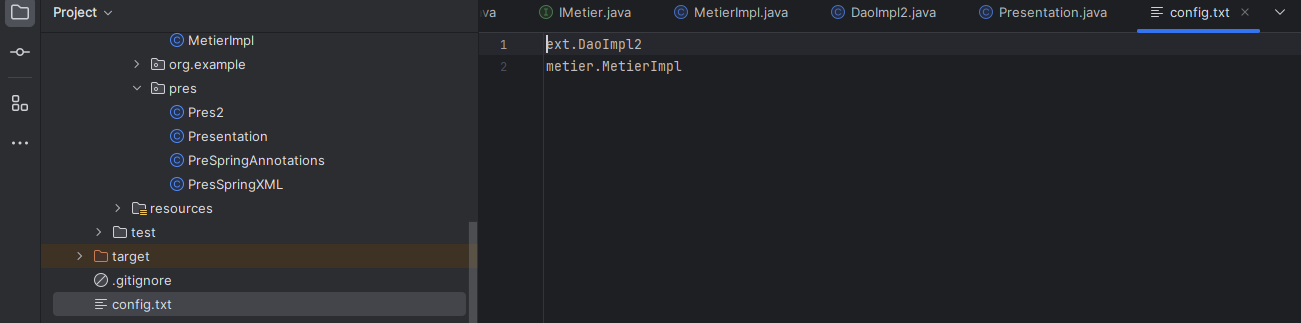 Project
MetierImpl
org.example
pres
Pres2
Presentation
PreSpringAnnotations
PresSpringXML
resources
test
target
.gitignore
config.txt
ava
IMetier.java
MetierImpl.java
DaoImpl2.java
Presentation.java
config.txt
1 ext.DaoImpl2
2 metier.MetierImpl